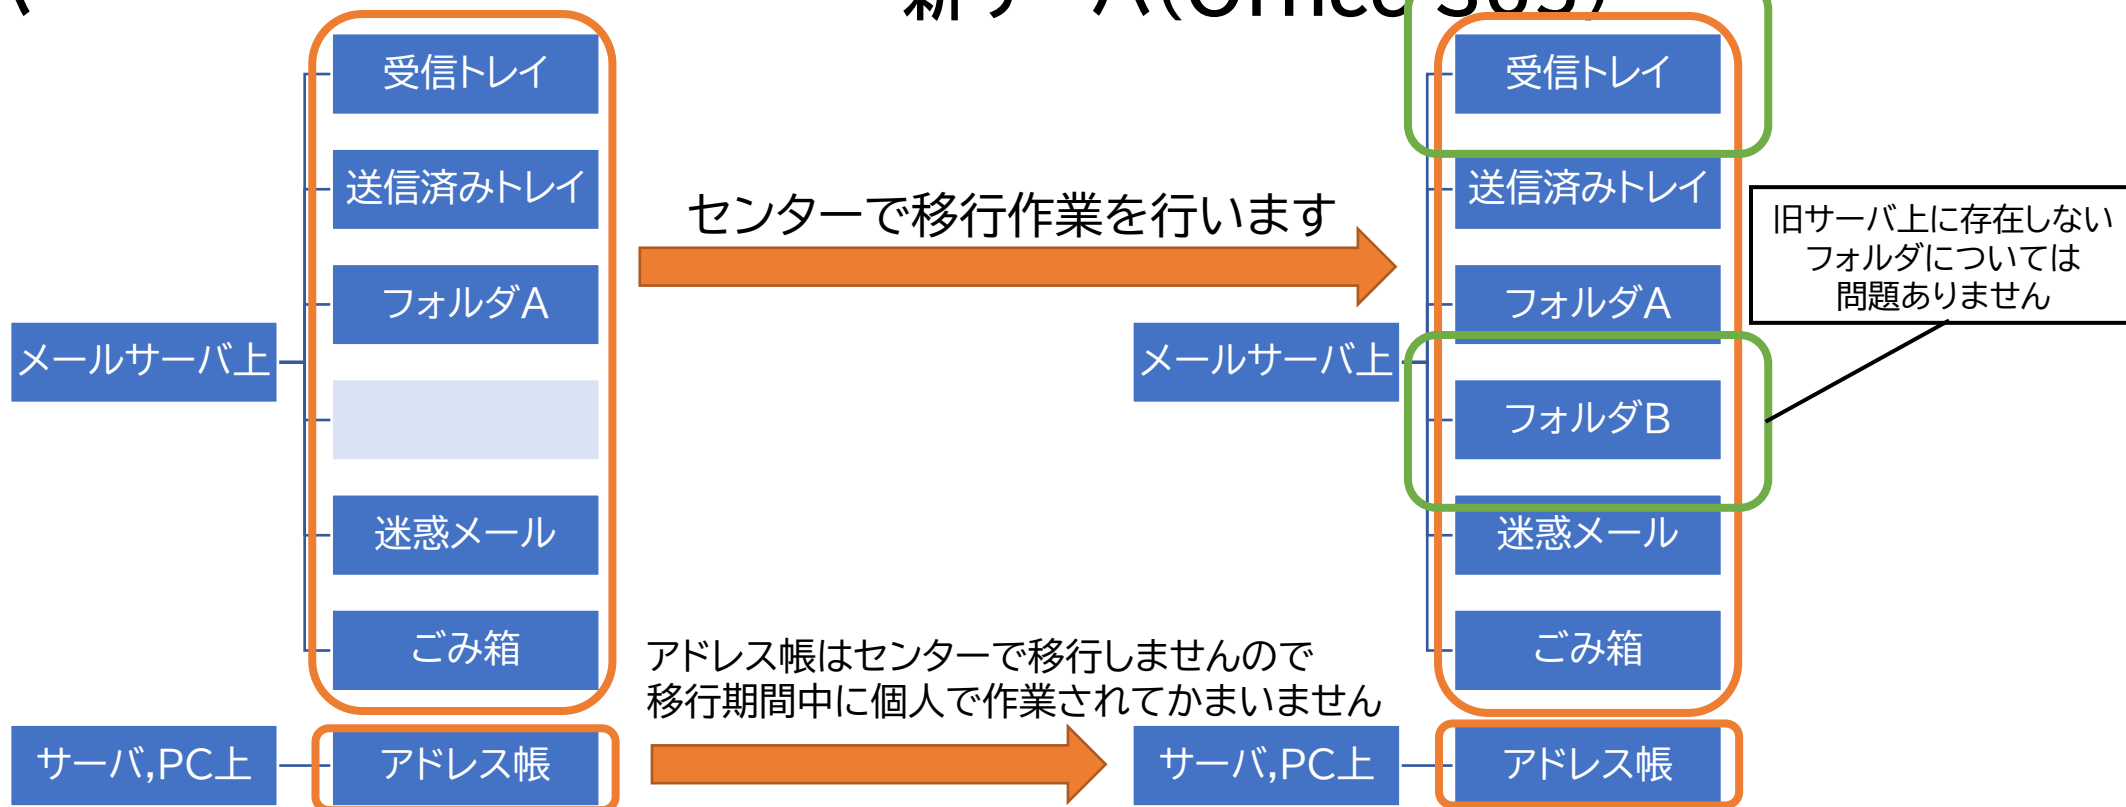 新サーバ(Office 365)
受信トレイ
送信済みトレイ
フォルダA
メールサーバ上
迷惑メール
ごみ箱
サーバ,PC上
アドレス帳
センターで移行作業を行います
アドレス帳はセンターで移行しませんので
移行期間中に個人で作業されてかまいません
受信トレイ
送信済みトレイ
フォルダA
メールサーバ上
フォルダB
迷惑メール
ごみ箱
サーバ,PC上
アドレス帳
旧サーバ上に存在しない
フォルダについては
問題ありません